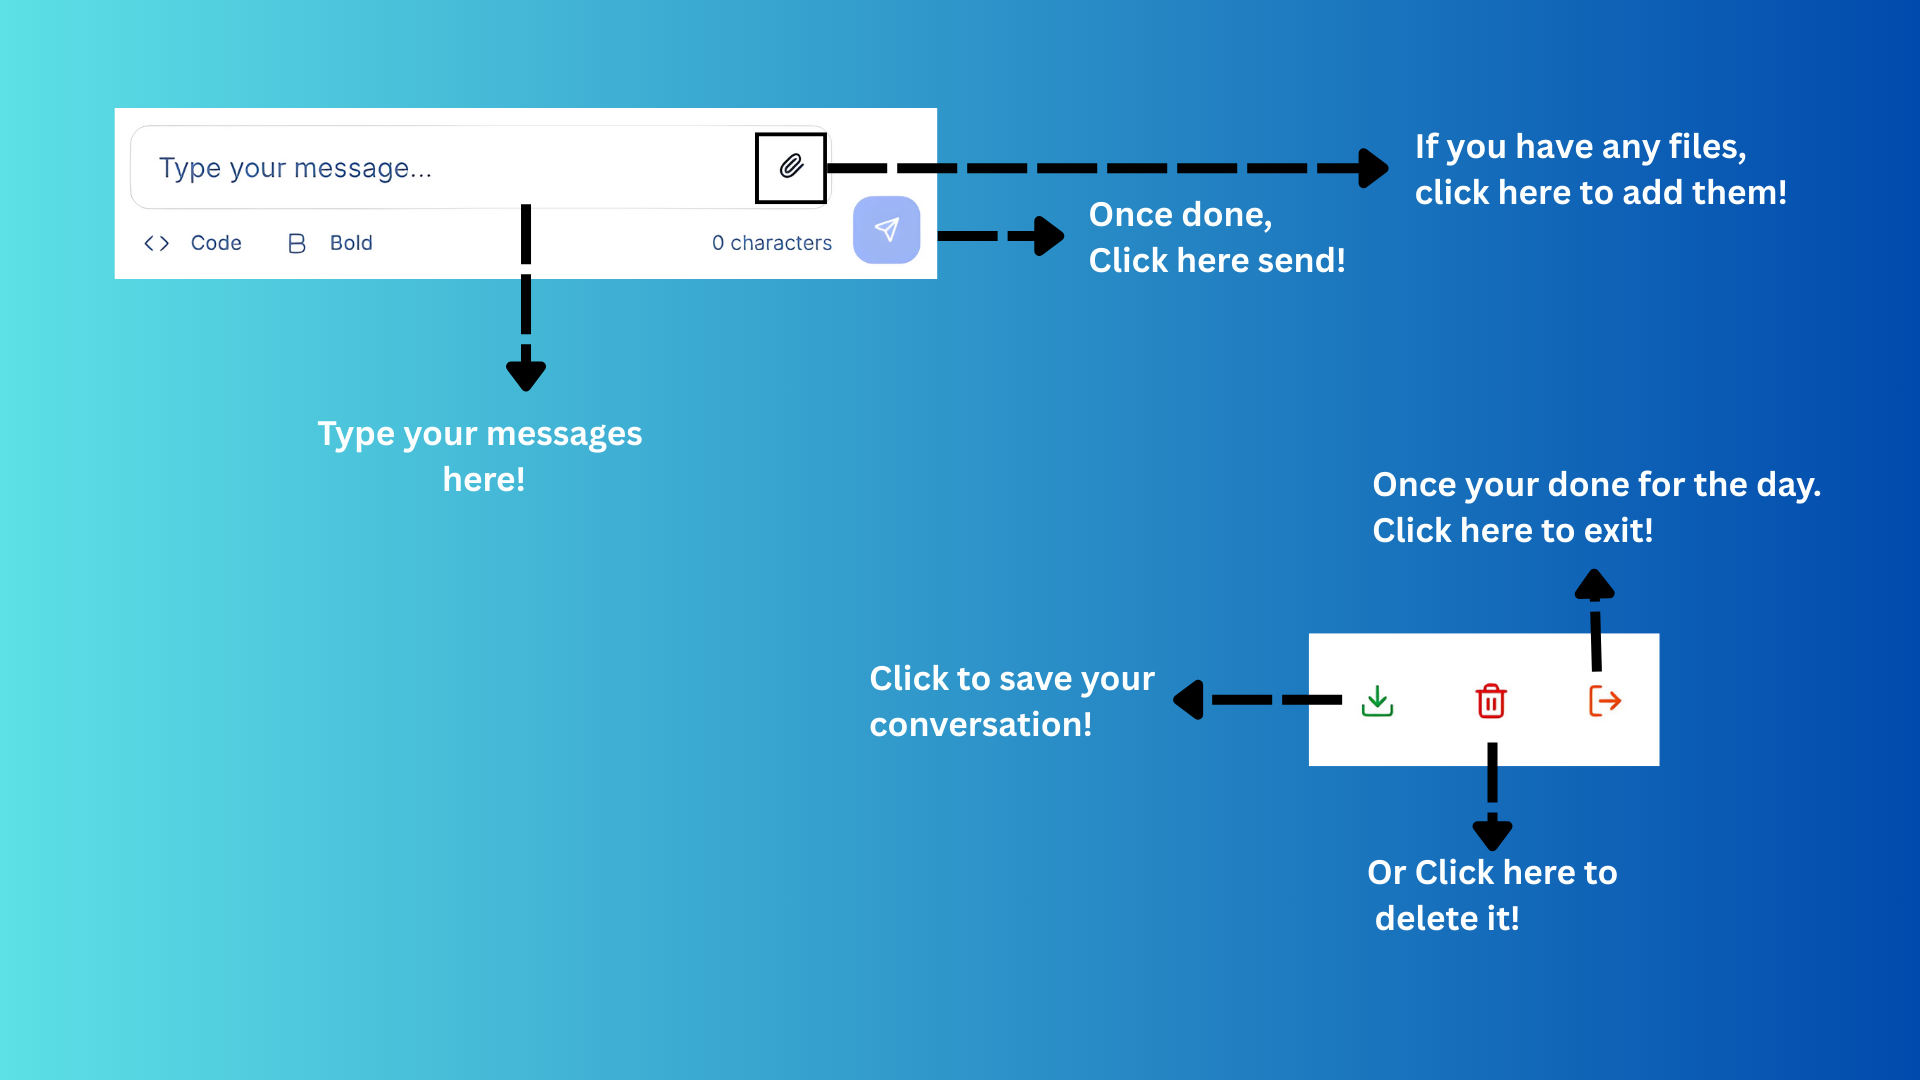 Type your message...
Code
Bold
0 characters
If you have any files,
click here to add them!
Once done,
Click here send!
Type your messages
here!
Once your done for the day.
Click here to exit!
Click to save your
conversation!
Or Click here to
delete it!